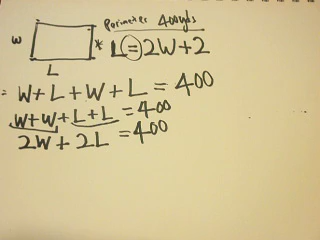 Perimeter 400yds
W
* L=2W+2
L
= W+L+W+L = 400
W+W+L+L = 400
2W+2L =400